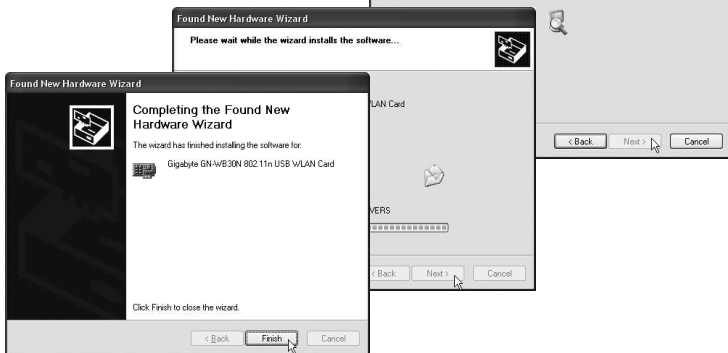 Found New Hardware Wizard
Please wait while the wizard installs the software...
WLAN Card
VERS
< Back Next > Cancel
< Back Next > Cancel
Found New Hardware Wizard
Completing the Found New
Hardware Wizard
The wizard has finished installing the software for:
Gigabyte GN-WB30N 802.11n USB WLAN Card
Click Finish to close the wizard.
< Back Finish Cancel